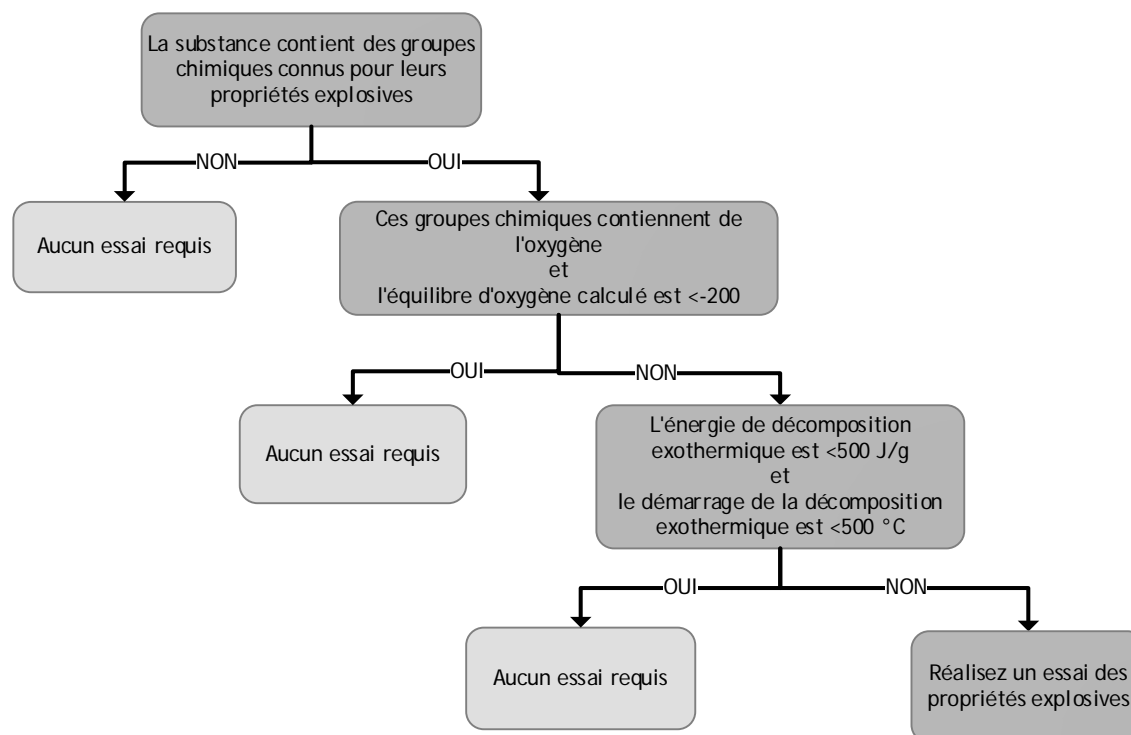 La substance contient des groupes
chimiques connus pour leurs
propriétés explosives
NON
OUI
Aucun essai requis
Ces groupes chimiques contiennent de
l'oxygène
et
l'équilibre d'oxygène calculé est <-200
OUI
NON
Aucun essai requis
L'énergie de décomposition
exothermique est <500 J/g
et
le démarrage de la décomposition
exothermique est <500 °C
OUI
NON
Aucun essai requis
Réalisez un essai des
propriétés explosives